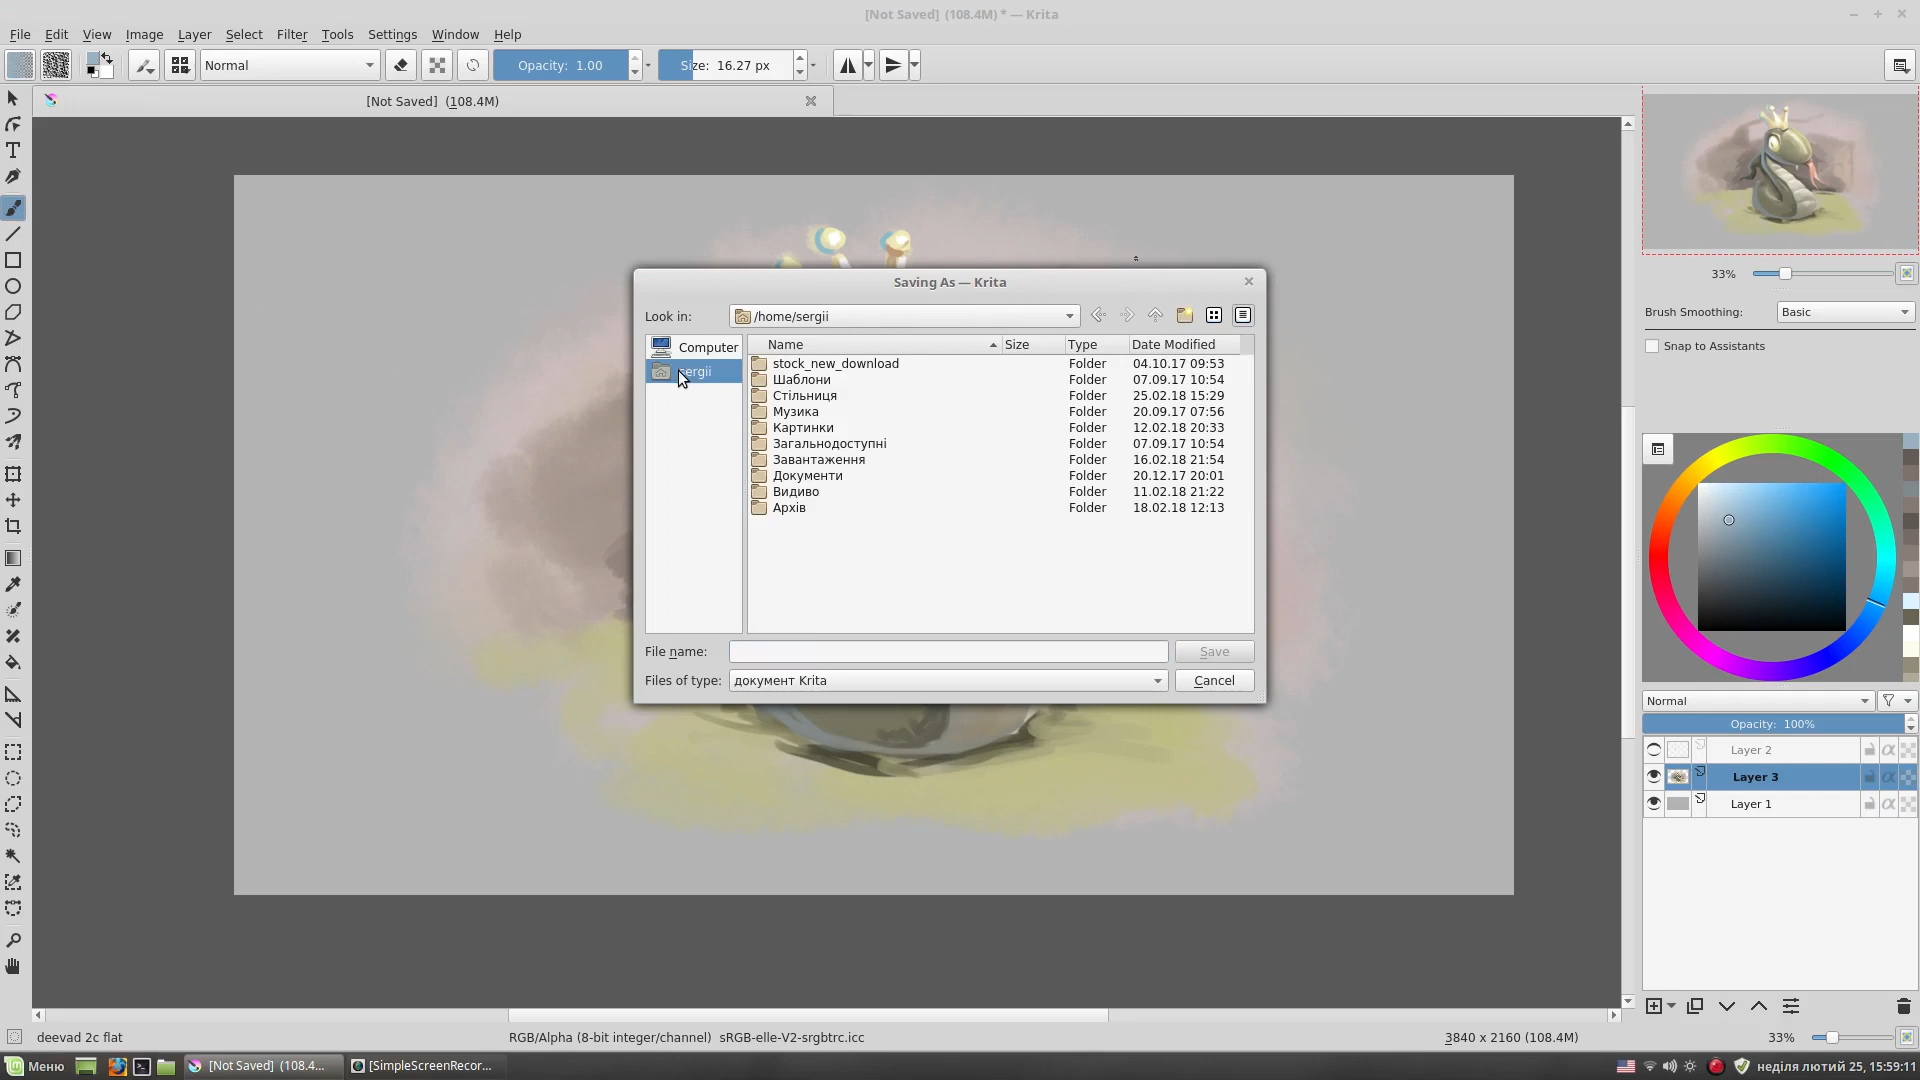 [Not Saved] (108.4M) * — Krita
File Edit View Image Layer Select Filter Tools Settings Window Help
Normal Opacity: 1.00 Size: 16.27 px
[Not Saved] (108.4M)
33%
Brush Smoothing: Basic
Snap to Assistants
Saving As — Krita
Look in: /home/sergii
Computer
sergii
Name Size Type Date Modified
stock_new_download Folder 04.10.17 09:53
Шаблони Folder 07.09.17 10:54
Стільниця Folder 25.02.18 15:29
Музика Folder 20.09.17 07:56
Картинки Folder 12.02.18 20:33
Загальнодоступні Folder 07.09.17 10:54
Завантаження Folder 16.02.18 21:54
Документи Folder 20.12.17 20:01
Видиво Folder 11.02.18 21:22
Архів Folder 18.02.18 12:13
File name: Save
Files of type: документ Krita Cancel
Normal
Opacity: 100%
Layer 2
Layer 3
Layer 1
deevad 2c flat RGB/Alpha (8-bit integer/channel) sRGB-elle-V2-srgbtrc.icc 3840 x 2160 (108.4M) 33%
Меню [Not Saved] (108.4... [SimpleScreenRecor... неділя лютий 25, 15:59:11